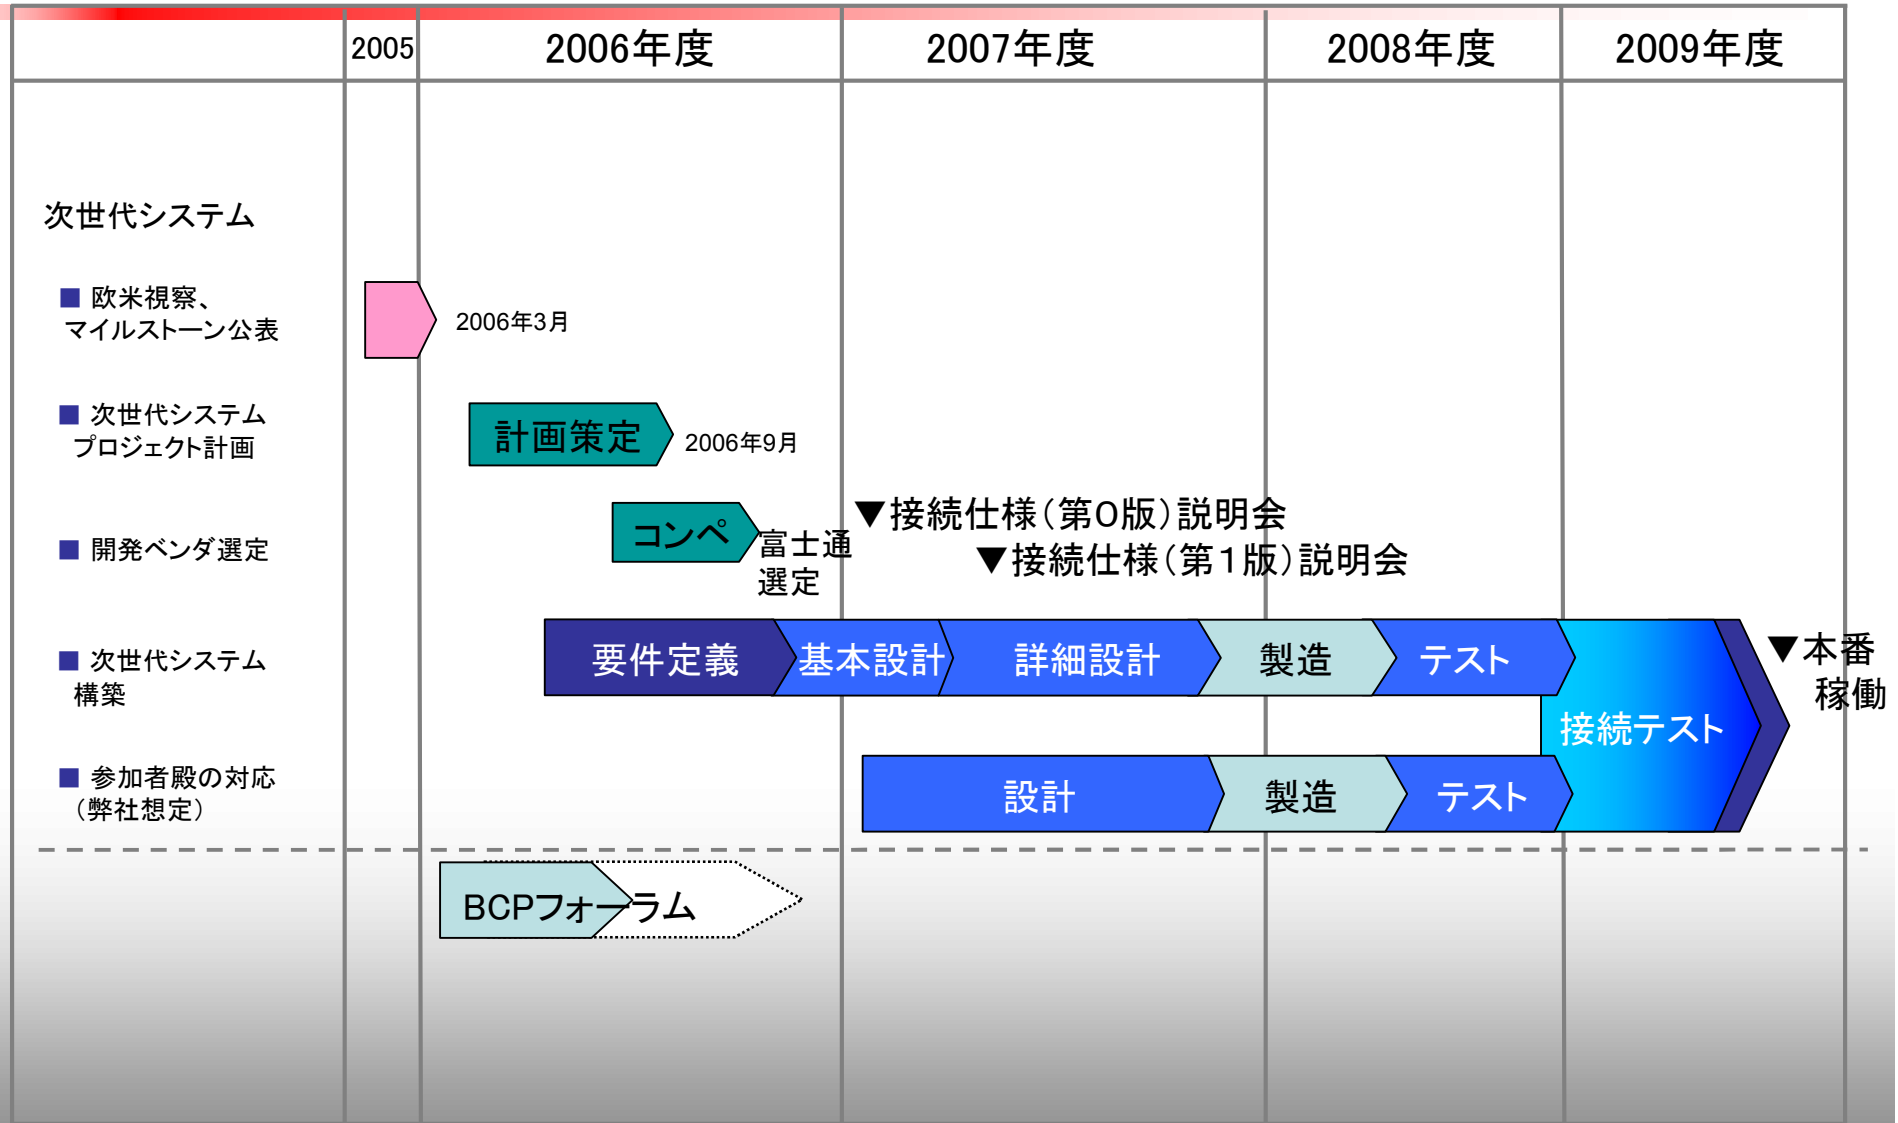 2005
2006年度
2007年度
2008年度
2009年度
次世代システム
■ 欧米視察、
マイルストーン公表
2006年3月
■ 次世代システム
プロジェクト計画
計画策定
2006年9月
■ 開発ベンダ選定
コンペ
富士通
選定
▼接続仕様（第0版）説明会
▼接続仕様（第１版）説明会
■ 次世代システム
構築
要件定義
基本設計
詳細設計
製造
テスト
接続テスト
▼本番
稼働
■ 参加者殿の対応
（弊社想定）
設計
製造
テスト
BCPフォーラム